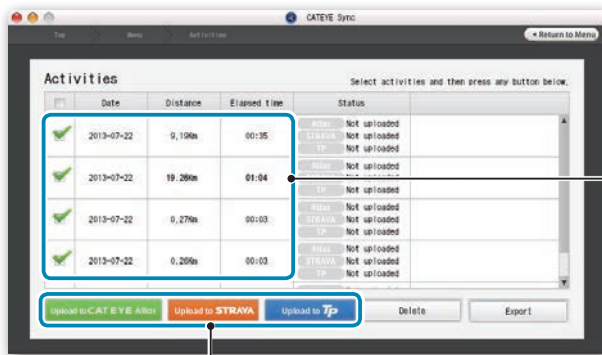 CATEYE Sync
Top Menu Activities Return to Menu
Activities
Select activities and then press any button below.
Date Distance Elapsed time Status
Atlas Not uploaded
2013-07-22 9,19Km 00:35 STRAVA Not uploaded
TP Not uploaded
Atlas Not uploaded
2013-07-22 19.26Km 01:04
TP Not uploaded
Atlas Not uploaded
2013-07-22 0,27Km 00:03 STRAVA Not uploaded
TP Not uploaded
Atlas Not uploaded
2013-07-22 0,26Km 00:03 STRAVA Not uploaded
TP Not uploaded
Upload to CATEYE Atlas Upload to STRAVA Upload to TP Delete Export